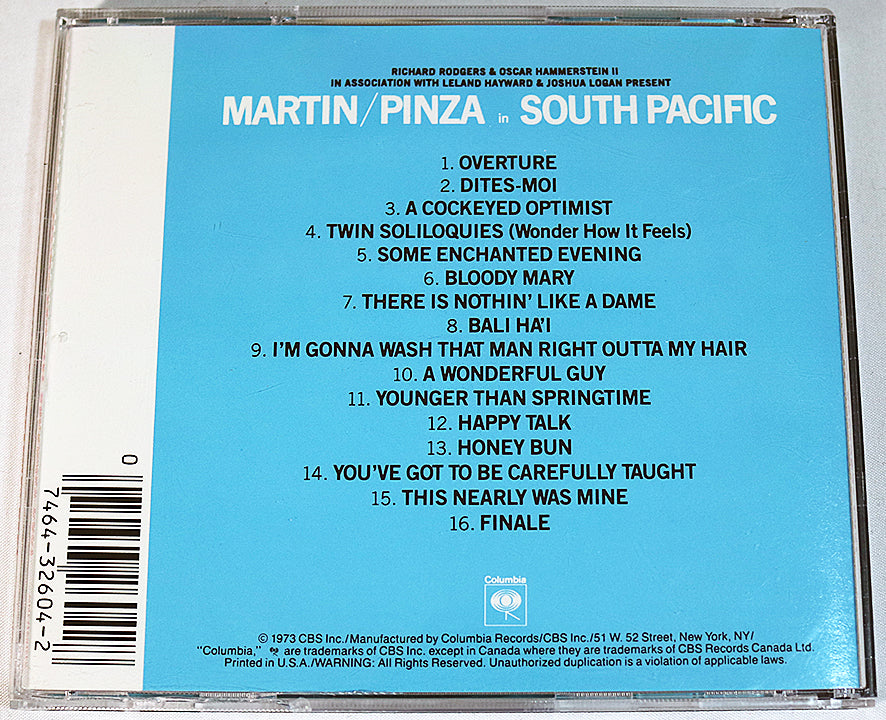 RICHARD RODGERS & OSCAR HAMMERSTEIN II
IN ASSOCIATION WITH LELAND HAYWARD & JOSHUA LOGAN PRESENT
MARTIN/PINZA in SOUTH PACIFIC
1. OVERTURE
2. DITES-MOI
3. A COCKEYED OPTIMIST
4. TWIN SOLILOQUIES (Wonder How It Feels)
5. SOME ENCHANTED EVENING
6. BLOODY MARY
7. THERE IS NOTHIN' LIKE A DAME
8. BALI HA'I
9. I'M GONNA WASH THAT MAN RIGHT OUTTA MY HAIR
10. A WONDERFUL GUY
11. YOUNGER THAN SPRINGTIME
12. HAPPY TALK
13. HONEY BUN
14. YOU'VE GOT TO BE CAREFULLY TAUGHT
15. THIS NEARLY WAS MINE
16. FINALE
0
7464-32604-2
Columbia
© 1973 CBS Inc./Manufactured by Columbia Records/CBS Inc./51 W. 52 Street, New York, NY/
"Columbia," are trademarks of CBS Inc. except in Canada where they are trademarks of CBS Records Canada Ltd.
Printed in U.S.A./WARNING: All Rights Reserved. Unauthorized duplication is a violation of applicable laws.